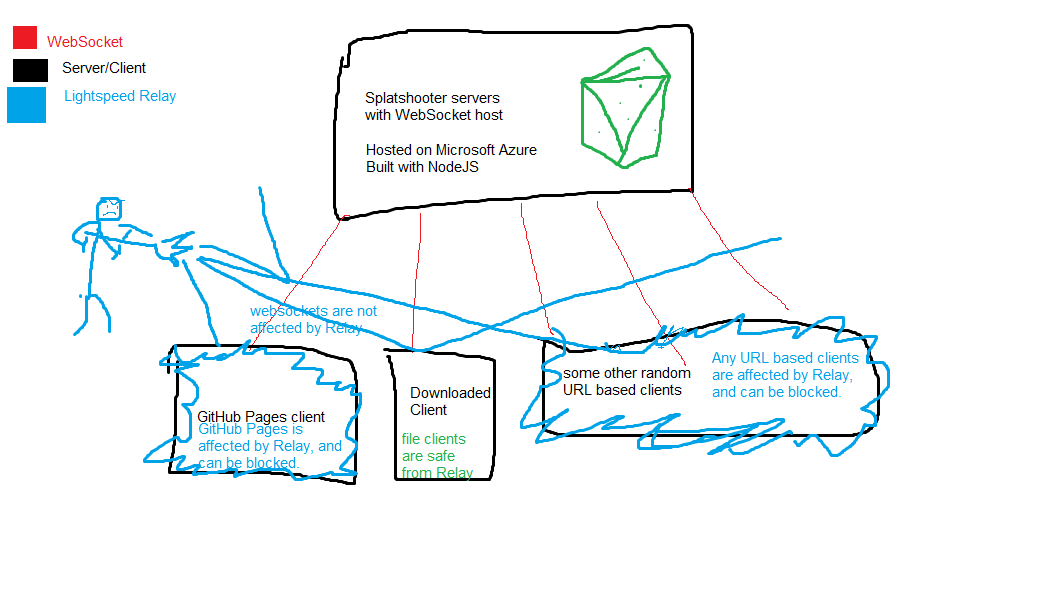 WebSocket
Server/Client
Lightspeed Relay
Splatshooter servers
with WebSocket host
Hosted on Microsoft Azure
Built with NodeJS
websockets are not
affected by Relay
GitHub Pages client
GitHub Pages is
affected by Relay, and
can be blocked.
Downloaded
Client
file clients
are safe
from Relay
some other random
URL based clients
Any URL based clients
are affected by Relay,
and can be blocked.